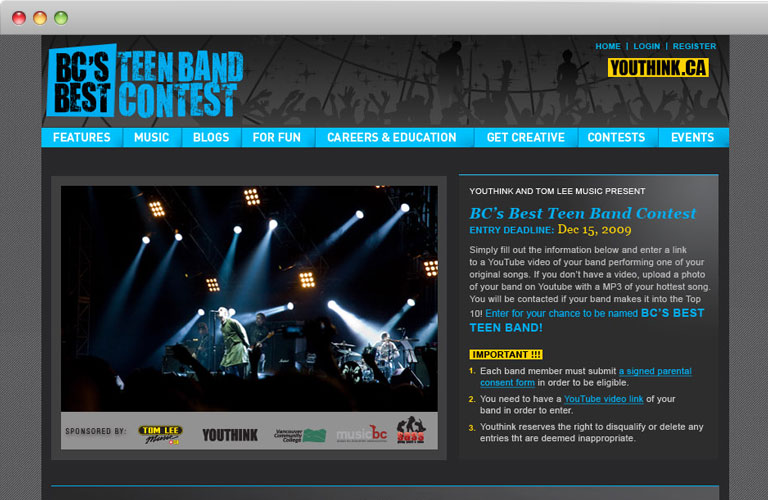 HOME | LOGIN | REGISTER
BC'S BEST
TEEN BAND CONTEST
YOUTHINK.CA
FEATURES MUSIC BLOGS FOR FUN CAREERS & EDUCATION GET CREATIVE CONTESTS EVENTS
YOUTHINK AND TOM LEE MUSIC PRESENT
BC's Best Teen Band Contest
ENTRY DEADLINE: Dec 15, 2009
Simply fill out the information below and enter a link
to a YouTube video of your band performing one of your
original songs. If you don't have a video, upload a photo
of your band on Youtube with a MP3 of your hottest song.
You will be contacted if your band makes it into the Top
10! Enter for your chance to be named BC'S BEST
TEEN BAND!
IMPORTANT !!!
1. Each band member must submit a signed parental
consent form in order to be eligible.
2. You need to have a YouTube video link of your
band in order to enter.
3. Youthink reserves the right to disqualify or delete any
entries tht are deemed inappropriate.
SPONSORED BY: TOM LEE Music YOUTHINK Vancouver Community College musicbc